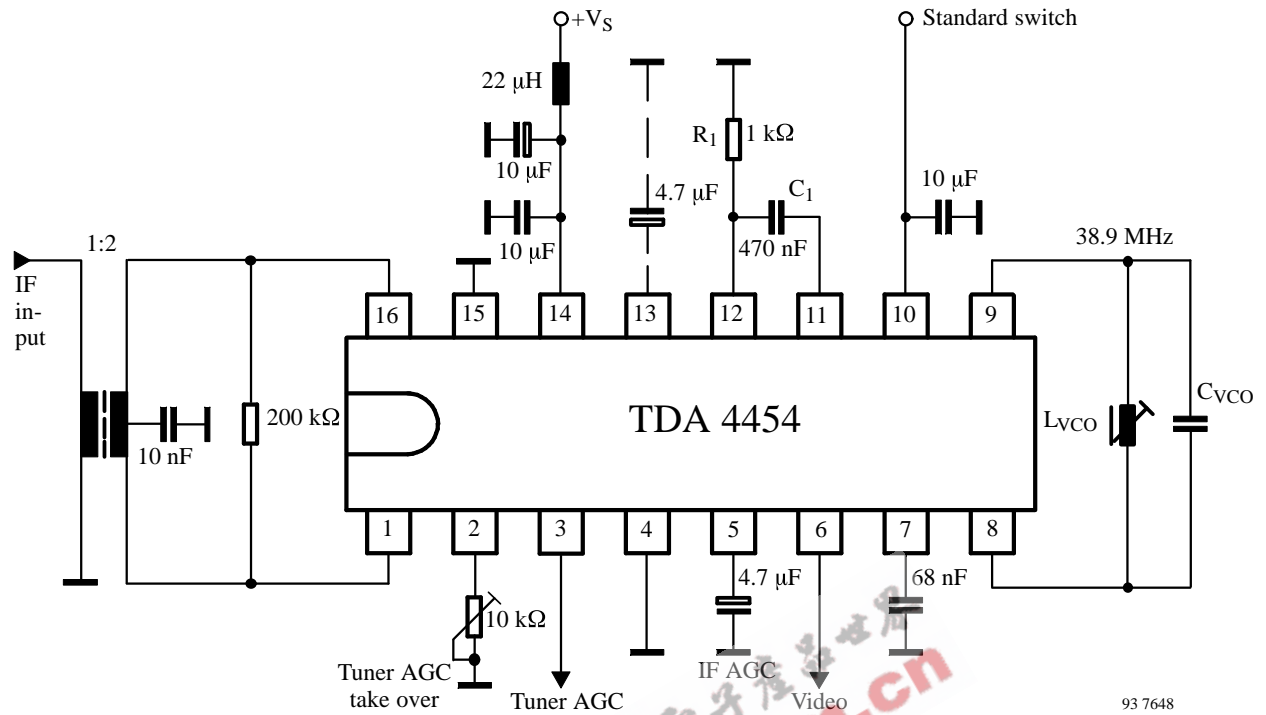 +VS
Standard switch
22 μH
R1
1 kΩ
10 μF
4.7 μF
C1
10 μF
10 μF
470 nF
1:2
38.9 MHz
IF
in-
put
16
15
14
13
12
11
10
9
200 kΩ
10 nF
TDA 4454
LVCO
CVCO
1
2
3
4
5
6
7
8
10 kΩ
4.7 μF
68 nF
Tuner AGC
take over
Tuner AGC
IF AGC
Video
93 7648
.cn